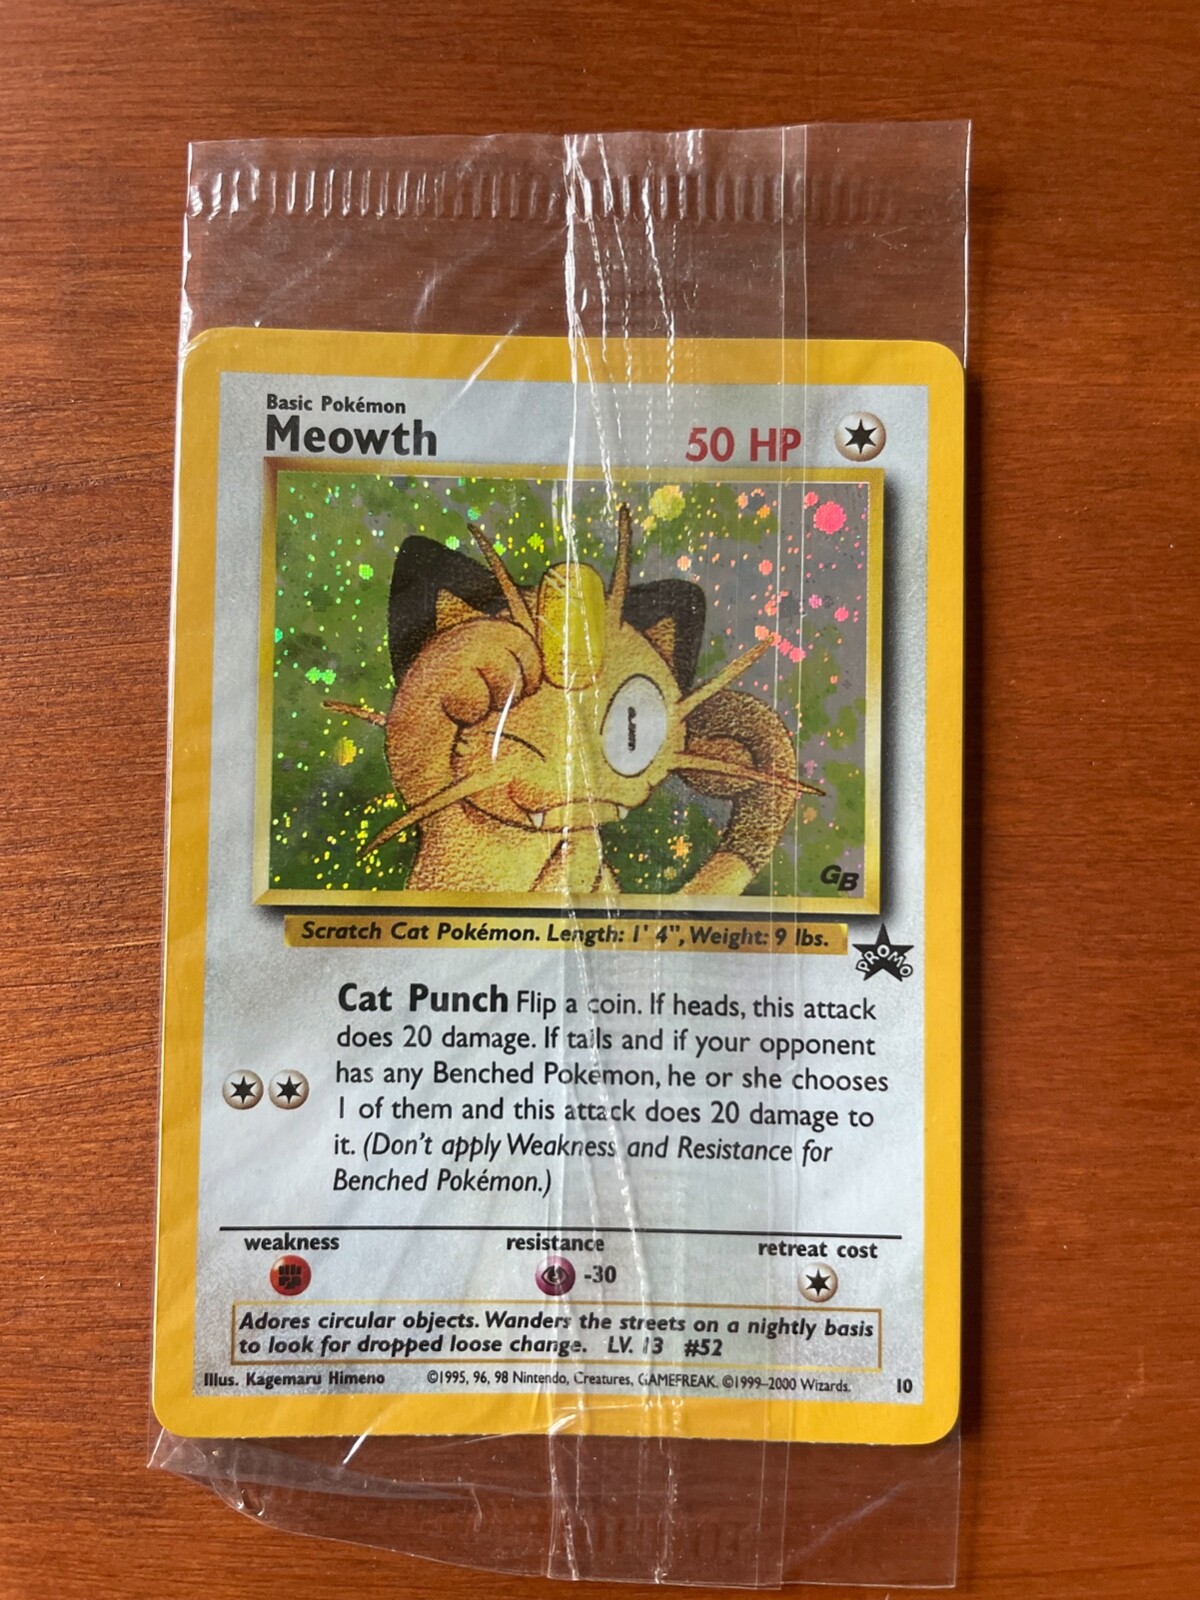 Basic Pokémon
Meowth
50 HP
GB
Scratch Cat Pokémon. Length: 1' 4", Weight: 9 lbs.
PROMO
Cat Punch Flip a coin. If heads, this attack
does 20 damage. If tails and if your opponent
has any Benched Pokémon, he or she chooses
1 of them and this attack does 20 damage to
it. (Don't apply Weakness and Resistance for
Benched Pokémon.)
weakness
resistance
retreat cost
-30
Adores circular objects. Wanders the streets on a nightly basis
to look for dropped loose change. LV. 13 #52
Illus. Kagemaru Himeno
©1995, 96, 98 Nintendo, Creatures, GAMEFREAK. ©1999–2000 Wizards.
10